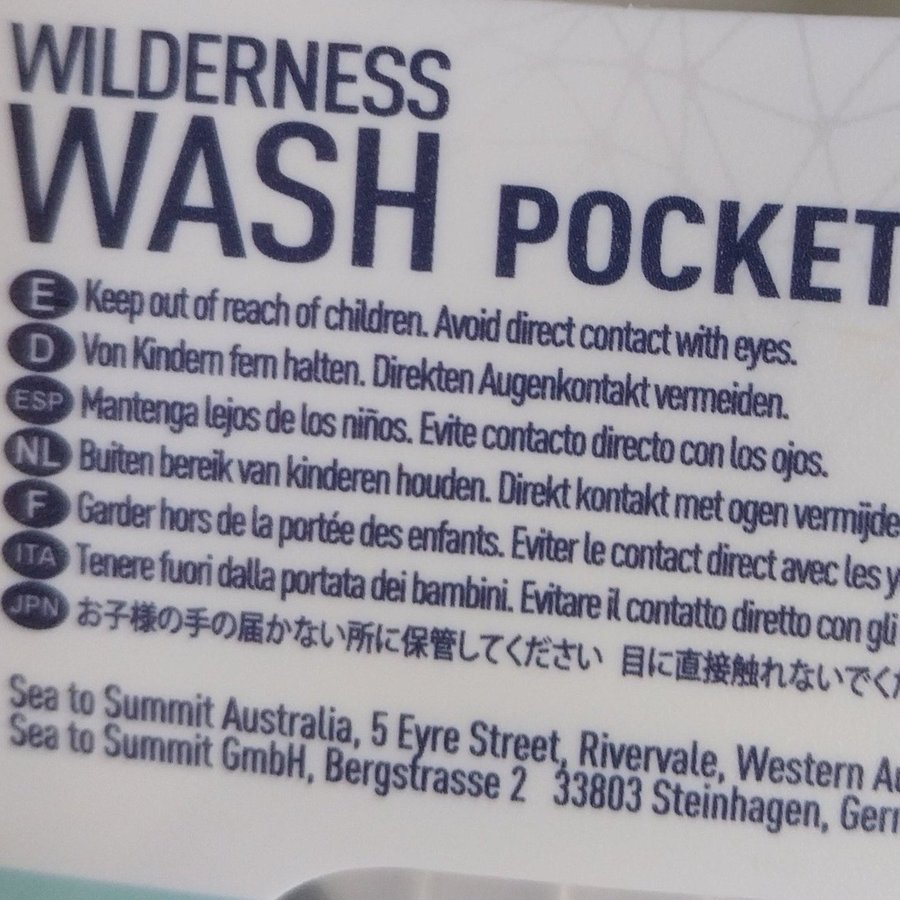 WILDERNESS
WASH POCKET
E Keep out of reach of children. Avoid direct contact with eyes.
D Von Kindern fern halten. Direkten Augenkontakt vermeiden.
ESP Mantenga lejos de los niños. Evite contacto directo con los ojos.
NL Buiten bereik van kinderen houden. Direkt kontakt met ogen vermijde
F Garder hors de la portée des enfants. Eviter le contact direct avec les y
ITA Tenere fuori dalla portata dei bambini. Evitare il contatto diretto con gli
JPN お子様の手の届かない所に保管してください 目に直接触れないでくだ
Sea to Summit Australia, 5 Eyre Street, Rivervale, Western Au
Sea to Summit GmbH, Bergstrasse 2 33803 Steinhagen, Germ